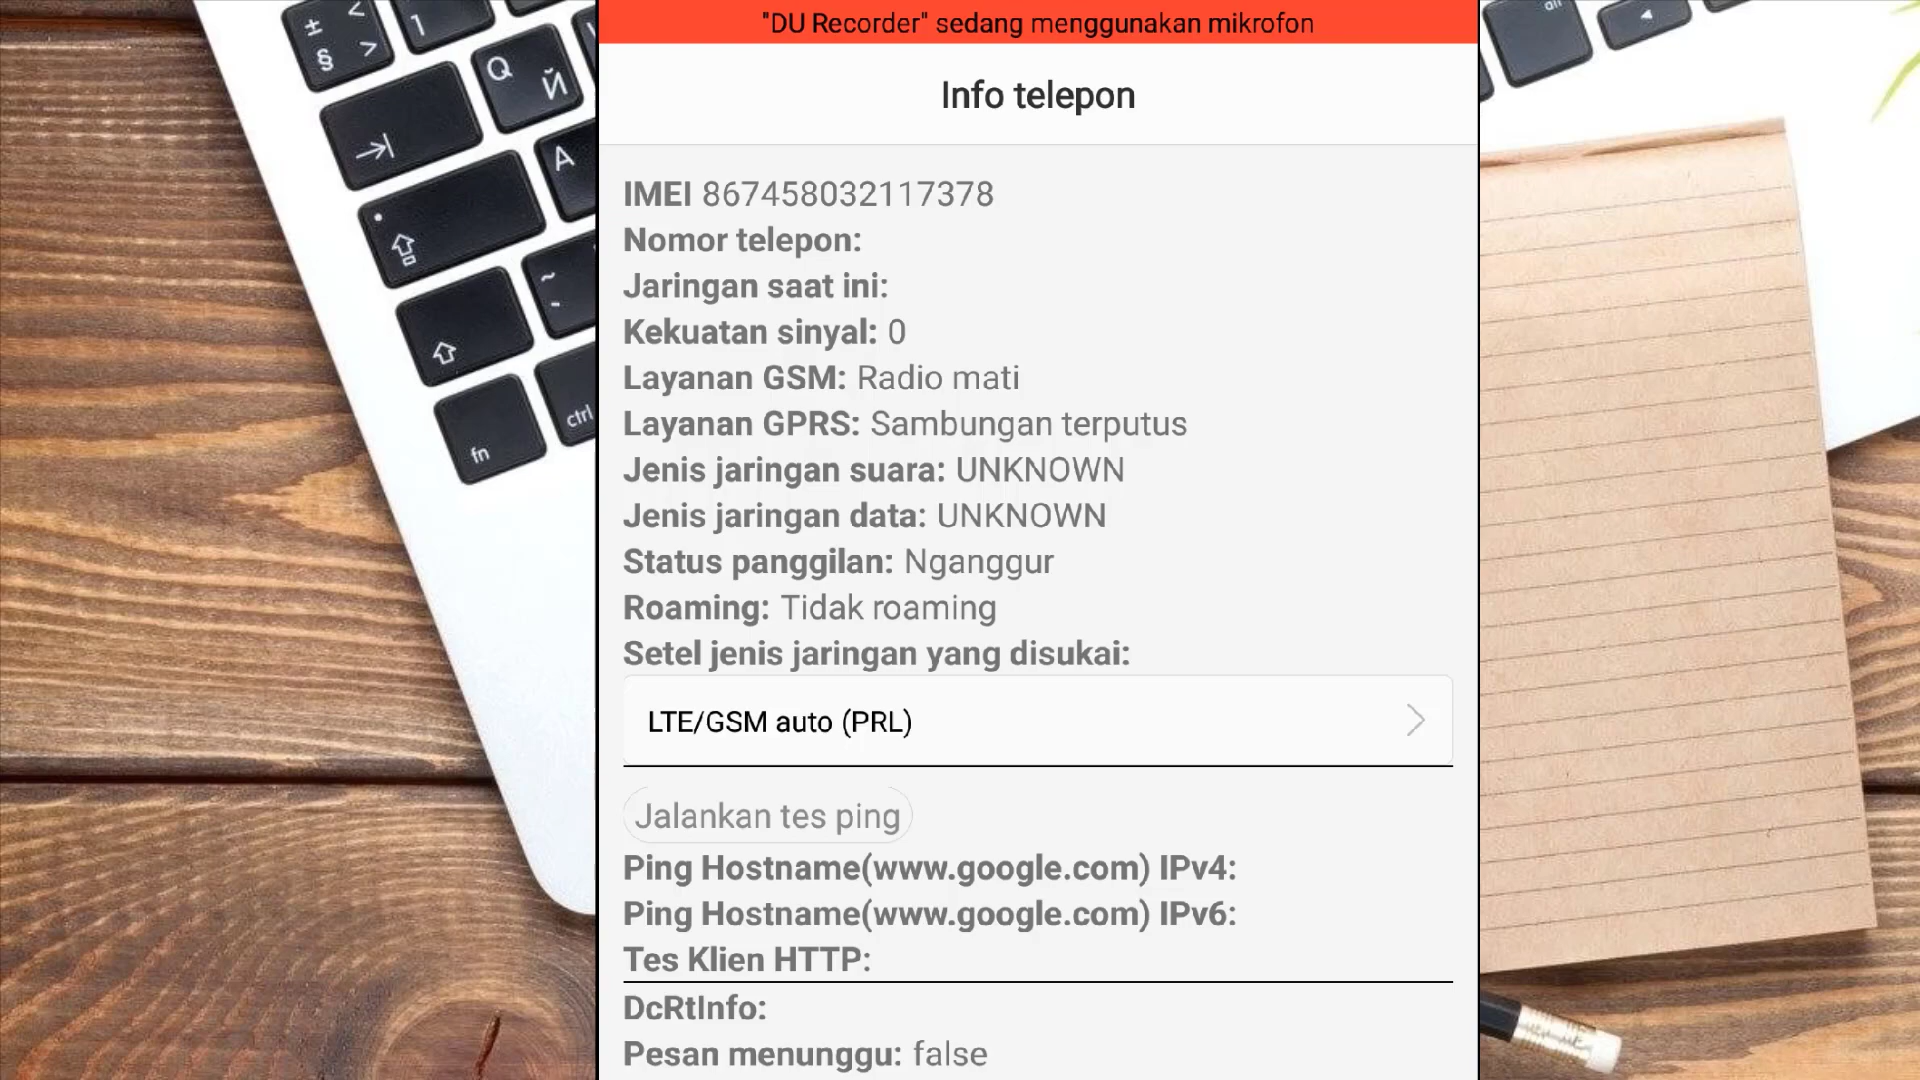 "DU Recorder" sedang menggunakan mikrofon
Info telepon
IMEI 867458032117378
Nomor telepon:
Jaringan saat ini:
Kekuatan sinyal: 0
Layanan GSM: Radio mati
Layanan GPRS: Sambungan terputus
Jenis jaringan suara: UNKNOWN
Jenis jaringan data: UNKNOWN
Status panggilan: Nganggur
Roaming: Tidak roaming
Setel jenis jaringan yang disukai:
LTE/GSM auto (PRL)
Jalankan tes ping
Ping Hostname(www.google.com) IPv4:
Ping Hostname(www.google.com) IPv6:
Tes Klien HTTP:
DcRtInfo:
Pesan menunggu: false
± < 1
§ >
Q Й
A
fn
ctrl